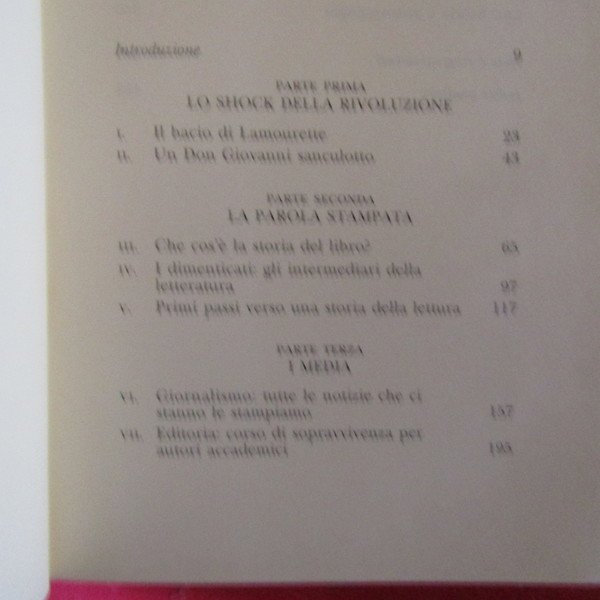 Introduzione 9
PARTE PRIMA
LO SHOCK DELLA RIVOLUZIONE
I. Il bacio di Lamourette 23
II. Un Don Giovanni sanculotto 43
PARTE SECONDA
LA PAROLA STAMPATA
III. Che cos'è la storia del libro? 65
IV. I dimenticati: gli intermediari della
letteratura 97
V. Primi passi verso una storia della lettura 117
PARTE TERZA
I MEDIA
VI. Giornalismo: tutte le notizie che ci
stanno le stampiamo 157
VII. Editoria: corso di sopravvivenza per
autori accademici 195